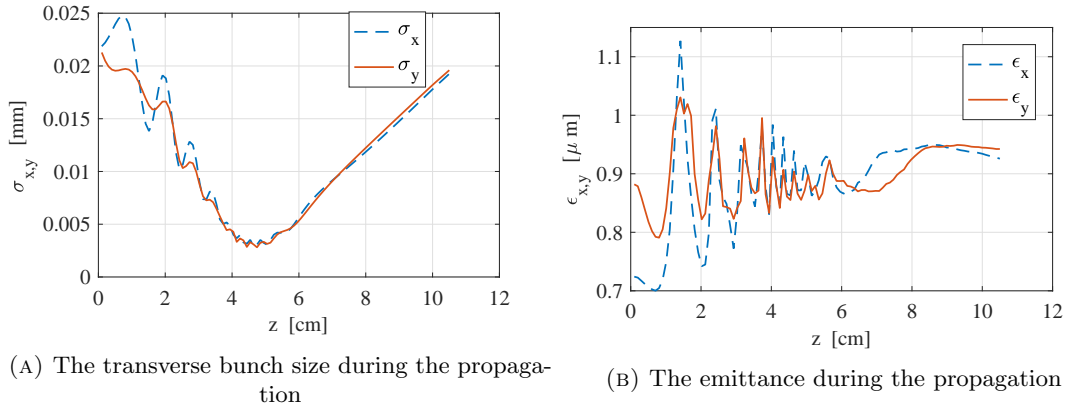 0.025
0.02
0.015
0.01
0.005
0
0 2 4 6 8 10 12
σx,y [mm]
z [cm]
σx
σy
(A) The transverse bunch size during the propaga-
tion
1.1
1
0.9
0.8
0.7
0 2 4 6 8 10 12
ϵx,y [μ m]
z [cm]
ϵx
ϵy
(B) The emittance during the propagation